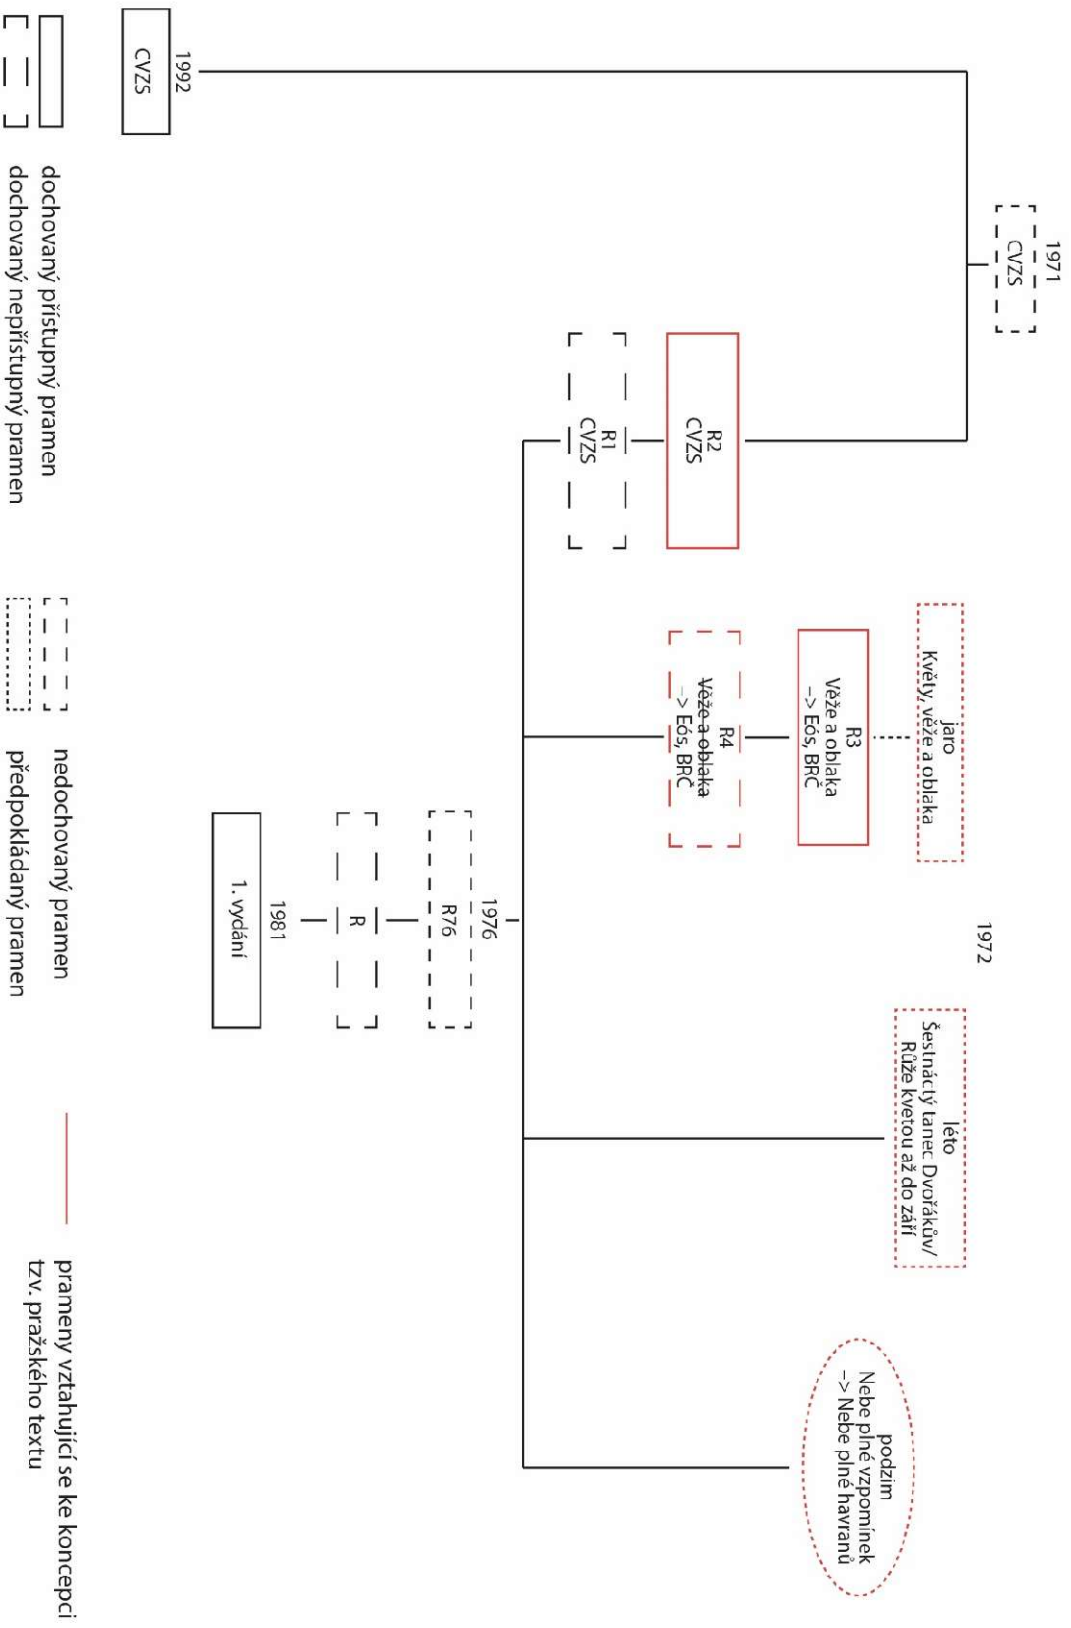 1971
CVZS
1972
jaro
Květy, věže a oblaka
léto
Šestnáctý tanec Dvořákův/
Růže kvetou až do září
podzim
Nebe plné vzpomínek
–> Nebe plné havranů
R3
Věže a oblaka
–> Eós, BRČ
R2
CVZS
R4
Věže a oblaka
–> Eós, BRČ
R1
CVZS
1976
R76
R
1981
1. vydání
1992
CVZS
dochovaný přístupný pramen
dochovaný nepřístupný pramen
nedochovaný pramen
předpokládaný pramen
prameny vztahující se ke koncepci
tzv. pražského textu